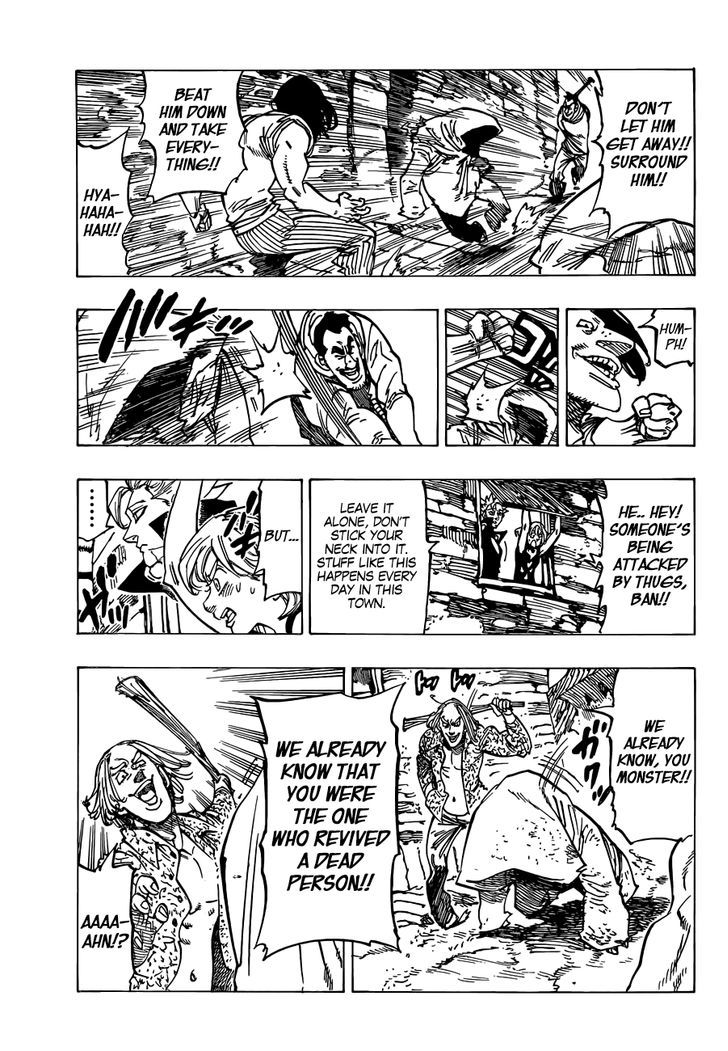 DON'T
LET HIM
GET AWAY!!
SURROUND
HIM!!
BEAT
HIM DOWN
AND TAKE
EVERY-
THING!!
HYA-
HAHA-
HAH!!
HUM-
PH!
HE.. HEY!
SOMEONE'S
BEING
ATTACKED
BY THUGS,
BAN!!
LEAVE IT
ALONE, DON'T
STICK YOUR
NECK INTO IT.
STUFF LIKE THIS
HAPPENS EVERY
DAY IN THIS
TOWN.
BUT...
WE
ALREADY
KNOW, YOU
MONSTER!!
WE ALREADY
KNOW THAT
YOU WERE
THE ONE
WHO REVIVED
A DEAD
PERSON!!
AAAA-
AHN!?